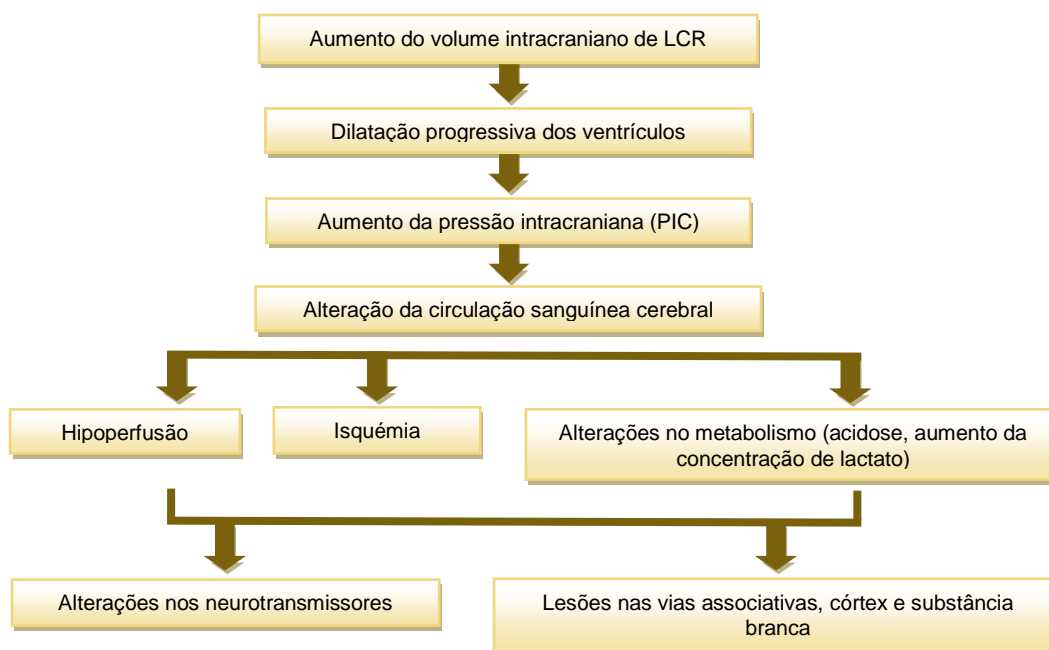 Aumento do volume intracraniano de LCR
Dilatação progressiva dos ventrículos
Aumento da pressão intracraniana (PIC)
Alteração da circulação sanguínea cerebral
Hipoperfusão
Isquémia
Alterações no metabolismo (acidose, aumento da
concentração de lactato)
Alterações nos neurotransmissores
Lesões nas vias associativas, córtex e substância
branca